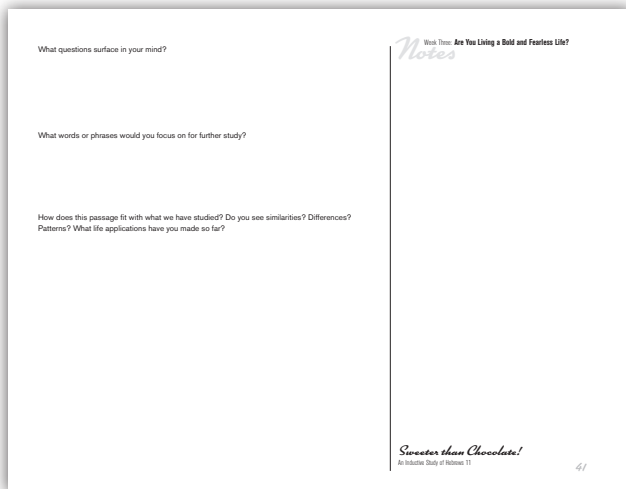 What questions surface in your mind?
What words or phrases would you focus on for further study?
How does this passage fit with what we have studied? Do you see similarities? Differences?
Patterns? What life applications have you made so far?
Week Three: Are You Living a Bold and Fearless Life?
Notes
Sweeter than Chocolate!
An Inductive Study of Hebrews 11
41